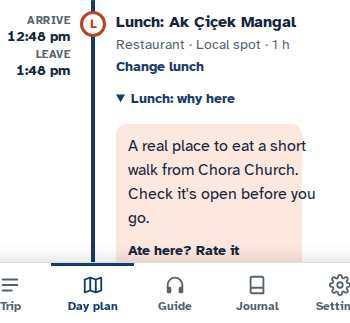 ARRIVE
12:48 pm
LEAVE
1:48 pm
L
Lunch: Ak Çiçek Mangal
Restaurant · Local spot · 1 h
Change lunch
▼ Lunch: why here
A real place to eat a short
walk from Chora Church.
Check it's open before you
go.
Ate here? Rate it
Trip
Day plan
Guide
Journal
Settin